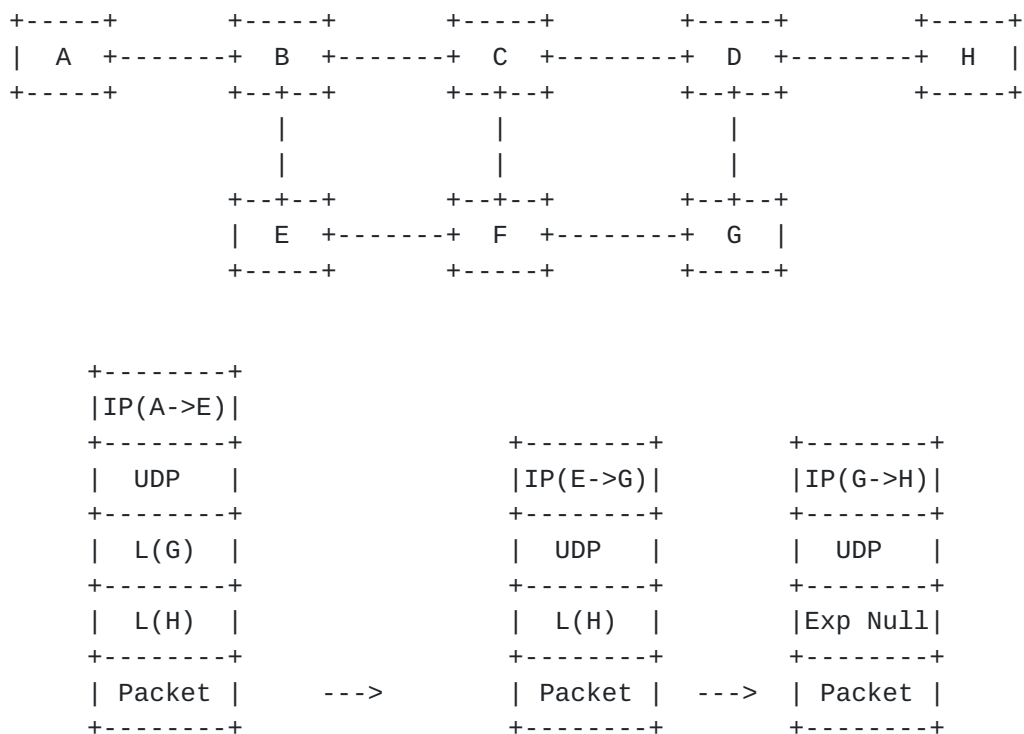 +-----+       +-----+       +-----+        +-----+        +-----+
|  A  +-------+  B  +-------+  C  +--------+  D  +--------+  H  |
+-----+       +--+--+       +--+--+        +--+--+        +-----+
                 |             |              |
                 |             |              |
              +--+--+       +--+--+        +--+--+
              |  E  +-------+  F  +--------+  G  |
              +-----+       +-----+        +-----+

     +--------+
     |IP(A->E)|
     +--------+                 +--------+        +--------+
     |  UDP   |                 |IP(E->G)|        |IP(G->H)|
     +--------+                 +--------+        +--------+
     |  L(G)  |                 |  UDP   |        |  UDP   |
     +--------+                 +--------+        +--------+
     |  L(H)  |                 |  L(H)  |        |Exp Null|
     +--------+                 +--------+        +--------+
     | Packet |     --->        | Packet |  --->  | Packet |
     +--------+                 +--------+        +--------+